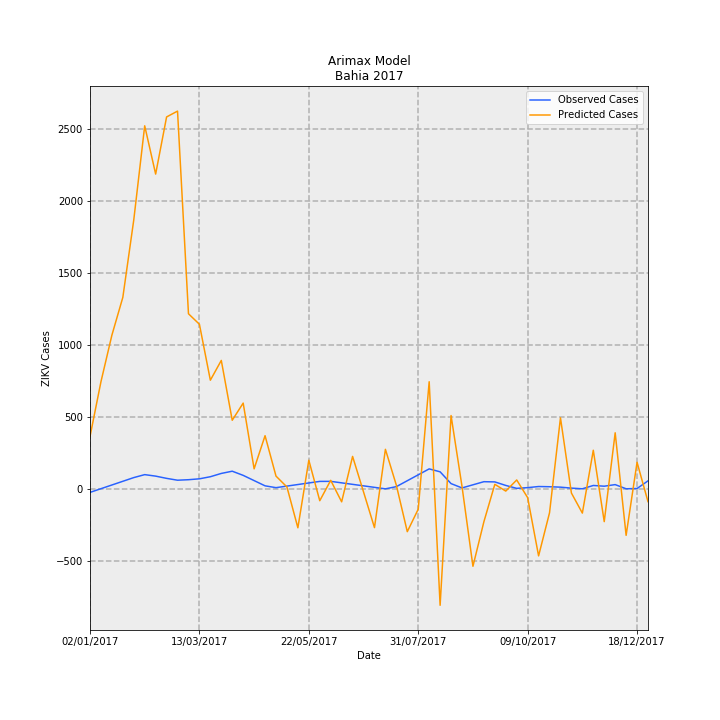 Arimax Model
Bahia 2017
Observed Cases
Predicted Cases
2500
2000
1500
1000
500
0
−500
ZIKV Cases
02/01/2017 13/03/2017 22/05/2017 31/07/2017 09/10/2017 18/12/2017
Date